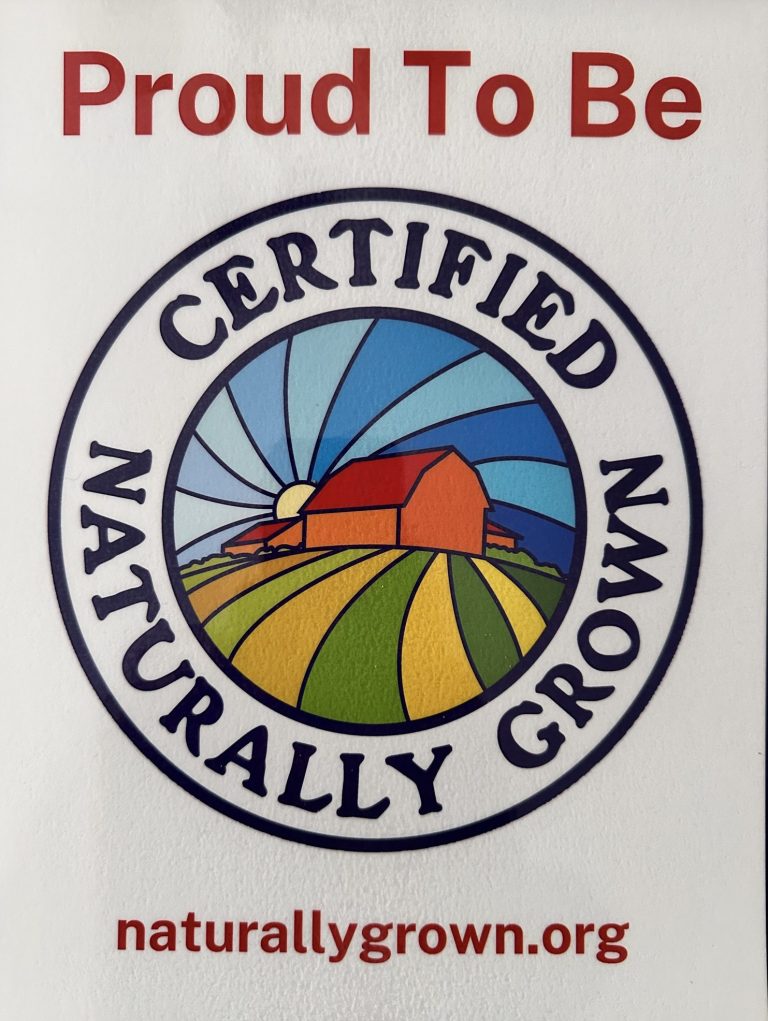 Proud To Be
CERTIFIED
NATURALLY GROWN
naturallygrown.org